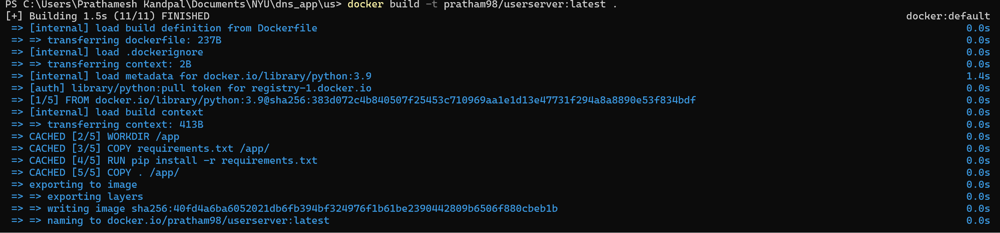 PS C:\Users\Prathamesh Kandpal\Documents\NYU\dns_app\us> docker build -t pratham98/userserver:latest .
[+] Building 1.5s (11/11) FINISHED docker:default
=> [internal] load build definition from Dockerfile 0.0s
=> => transferring dockerfile: 237B 0.0s
=> [internal] load .dockerignore 0.0s
=> => transferring context: 2B 0.0s
=> [internal] load metadata for docker.io/library/python:3.9 1.4s
=> [auth] library/python:pull token for registry-1.docker.io 0.0s
=> [1/5] FROM docker.io/library/python:3.9@sha256:383d072c4b840507f25453c710969aa1e1d13e47731f294a8a8890e53f834bdf 0.0s
=> [internal] load build context 0.0s
=> => transferring context: 413B 0.0s
=> CACHED [2/5] WORKDIR /app 0.0s
=> CACHED [3/5] COPY requirements.txt /app/ 0.0s
=> CACHED [4/5] RUN pip install -r requirements.txt 0.0s
=> CACHED [5/5] COPY . /app/ 0.0s
=> exporting to image 0.0s
=> => exporting layers 0.0s
=> => writing image sha256:40fd4a6ba6052021db6fb394bf324976f1b61be2390442809b6506f880cbeb1b 0.0s
=> => naming to docker.io/pratham98/userserver:latest 0.0s